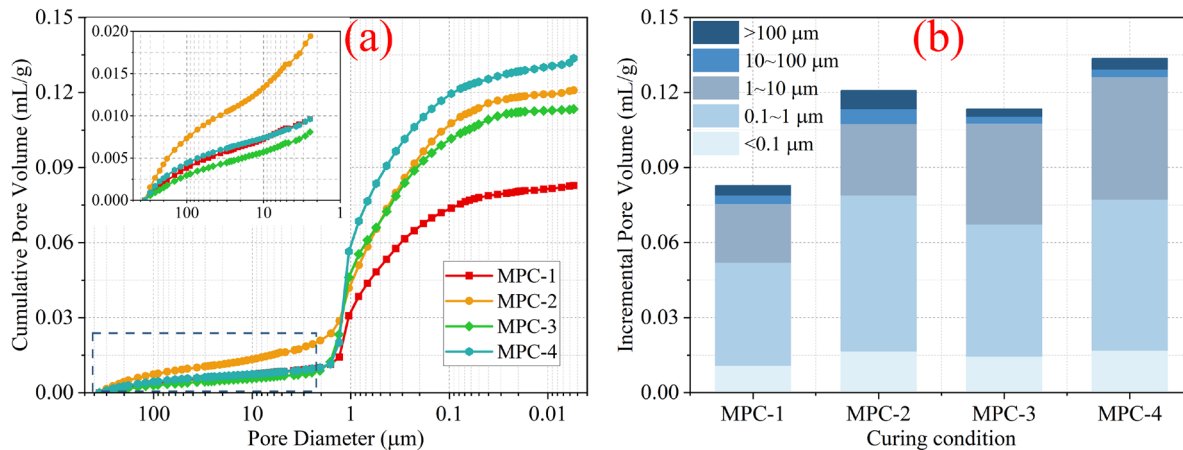 (a)
Cumulative Pore Volume (mL/g)
0.15
0.12
0.09
0.06
0.03
0.00
0.020
0.015
0.010
0.005
0.000
100 10 1
MPC-1
MPC-2
MPC-3
MPC-4
100 10 1 0.1 0.01
Pore Diameter (μm)
(b)
Incremental Pore Volume (mL/g)
0.15
0.12
0.09
0.06
0.03
0.00
>100 μm
10~100 μm
1~10 μm
0.1~1 μm
<0.1 μm
MPC-1 MPC-2 MPC-3 MPC-4
Curing condition